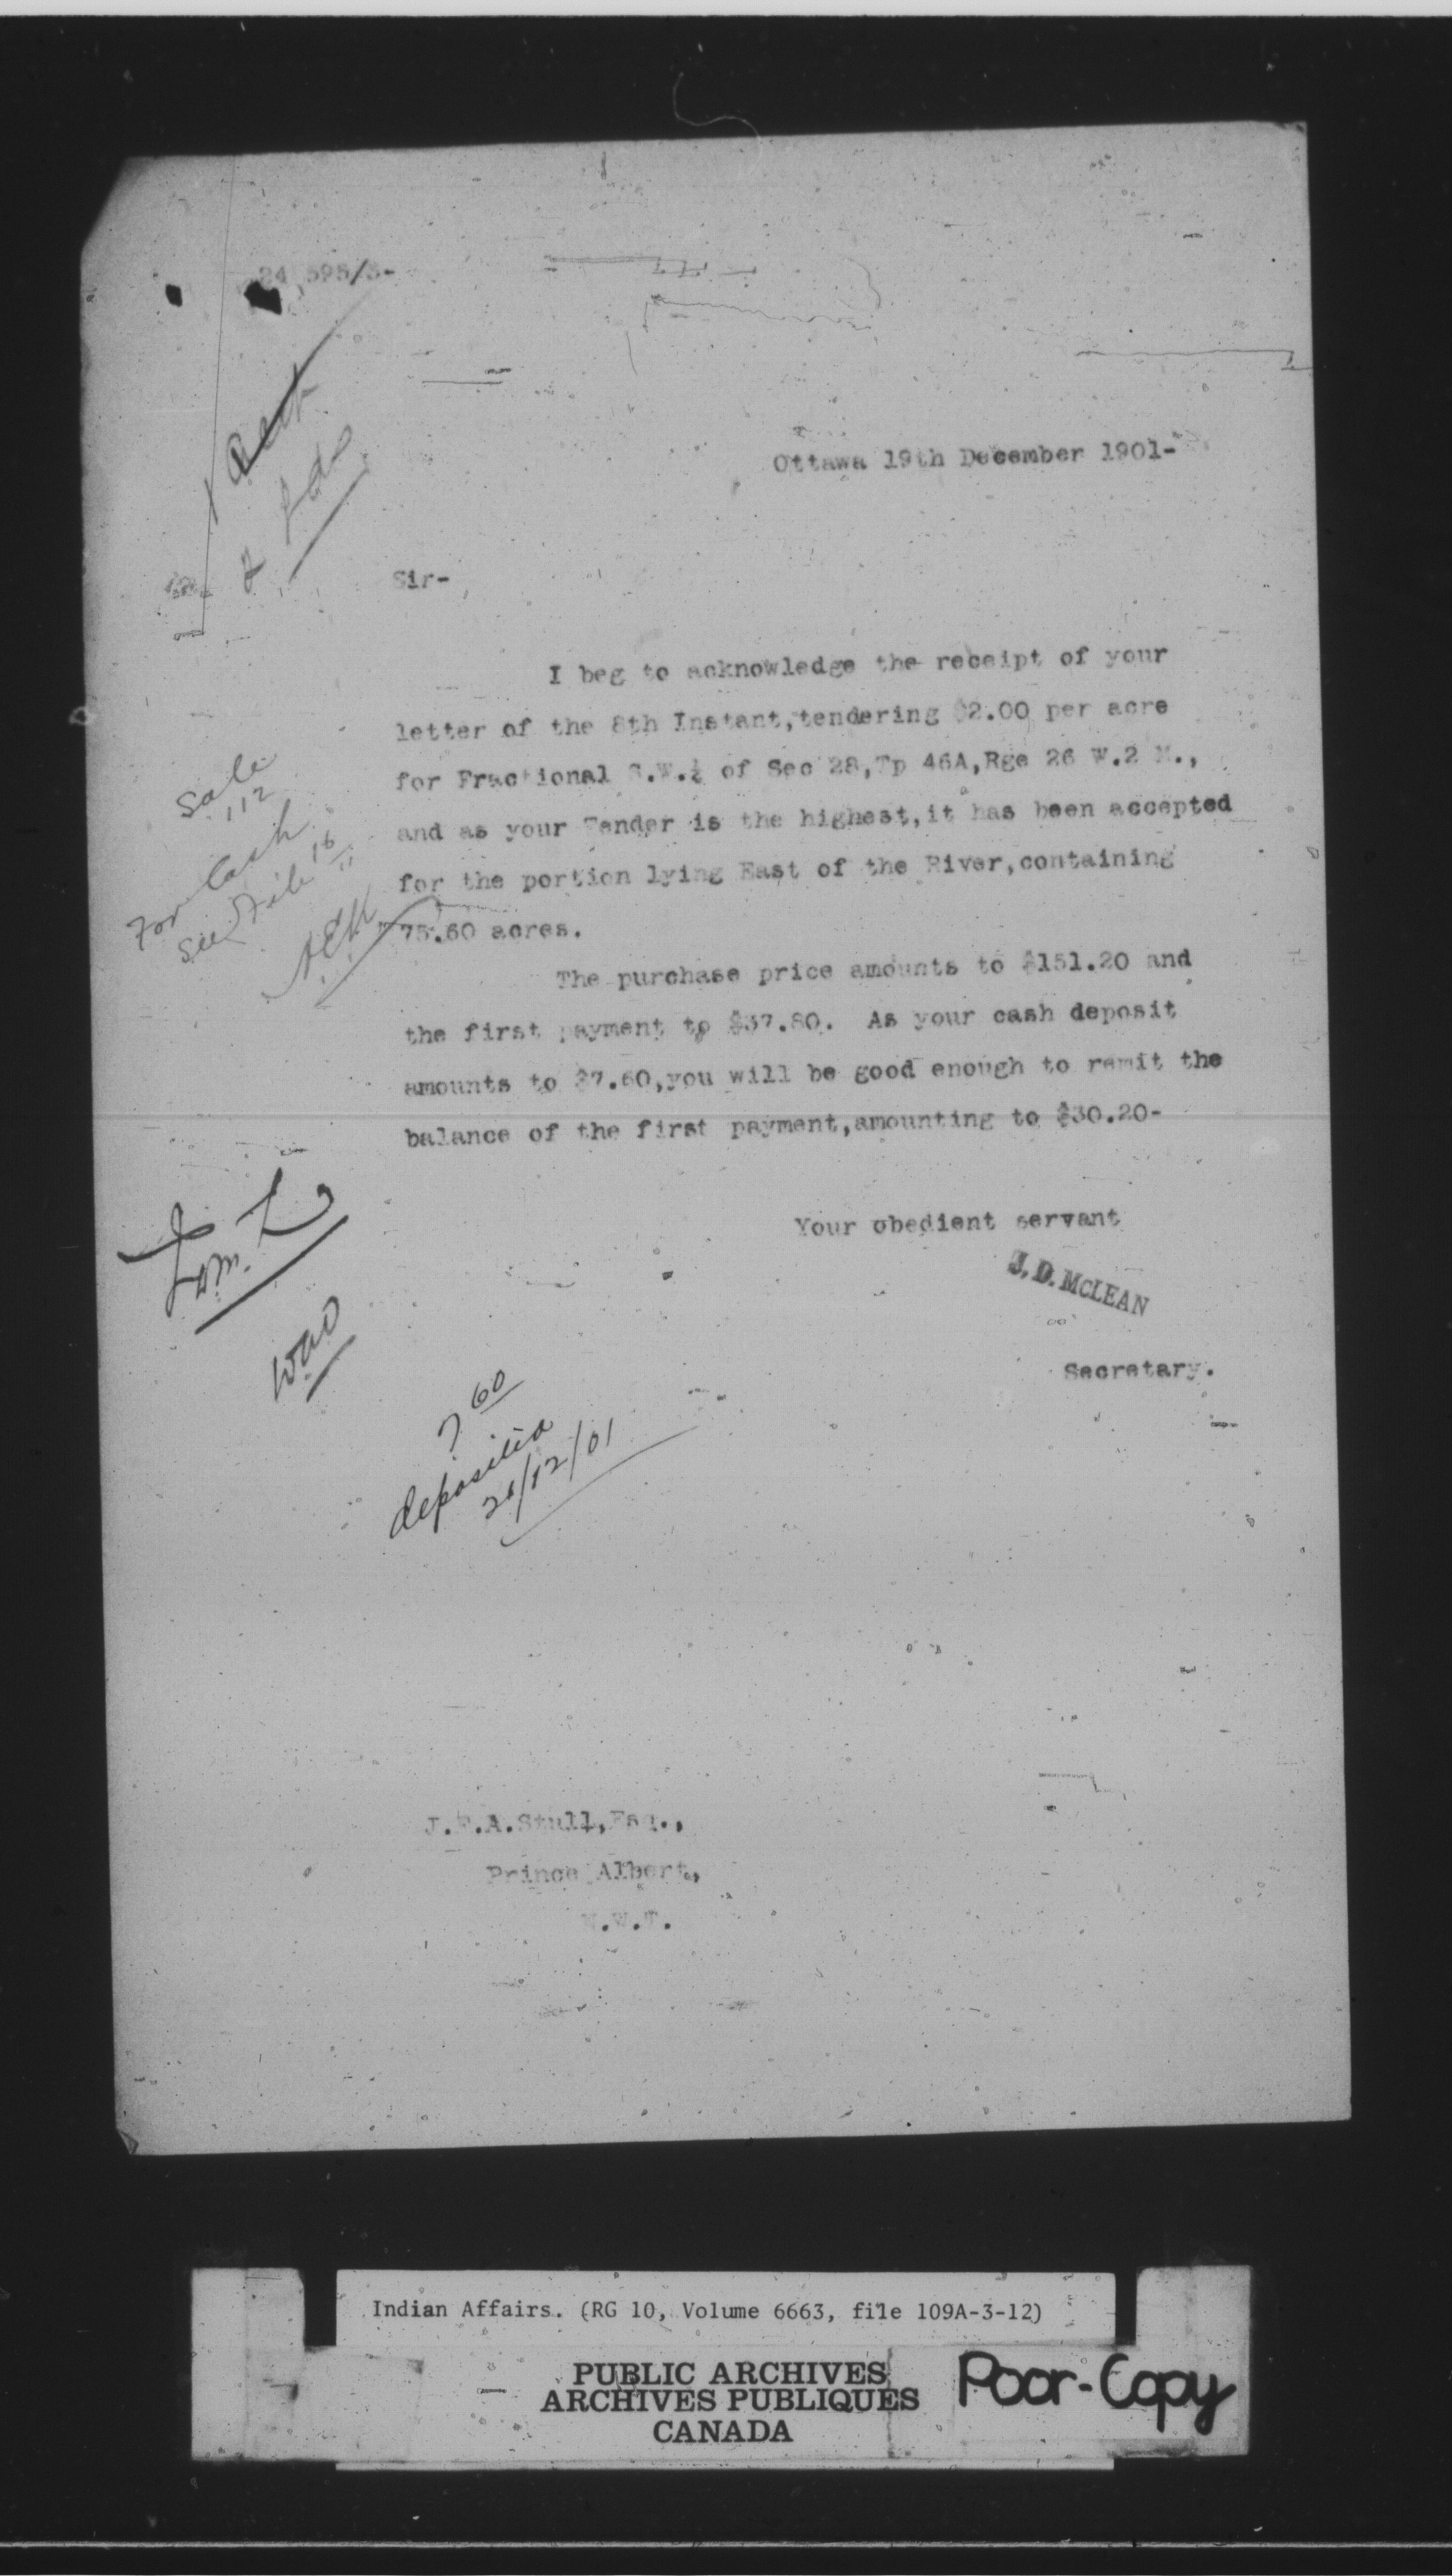 24,595/3-
Ottawa 19th December 1901-
Sir-
I beg to acknowledge the receipt of your
letter of the 8th Instant,tendering $2.00 per acre
for Fractional S.W.¼ of Sec 28,Tp 46A,Rge 26 W.2 M.,
and as your Tender is the highest,it has been accepted
for the portion lying East of the River,containing
75.60 acres.
The purchase price amounts to $151.20 and
the first payment to $37.80. As your cash deposit
amounts to $7.60,you will be good enough to remit the
balance of the first payment,amounting to $30.20-
Sale
112
For Cash
See File 16
Your obedient servant
J.D. McLEAN
Secretary.
7 60
deposited
/12/01
J.F.A.Stull,Esq.,
Prince Albert,
N.W.T.
Indian Affairs. (RG 10, Volume 6663, file 109A-3-12)
PUBLIC ARCHIVES
ARCHIVES PUBLIQUES
CANADA
Poor-Copy